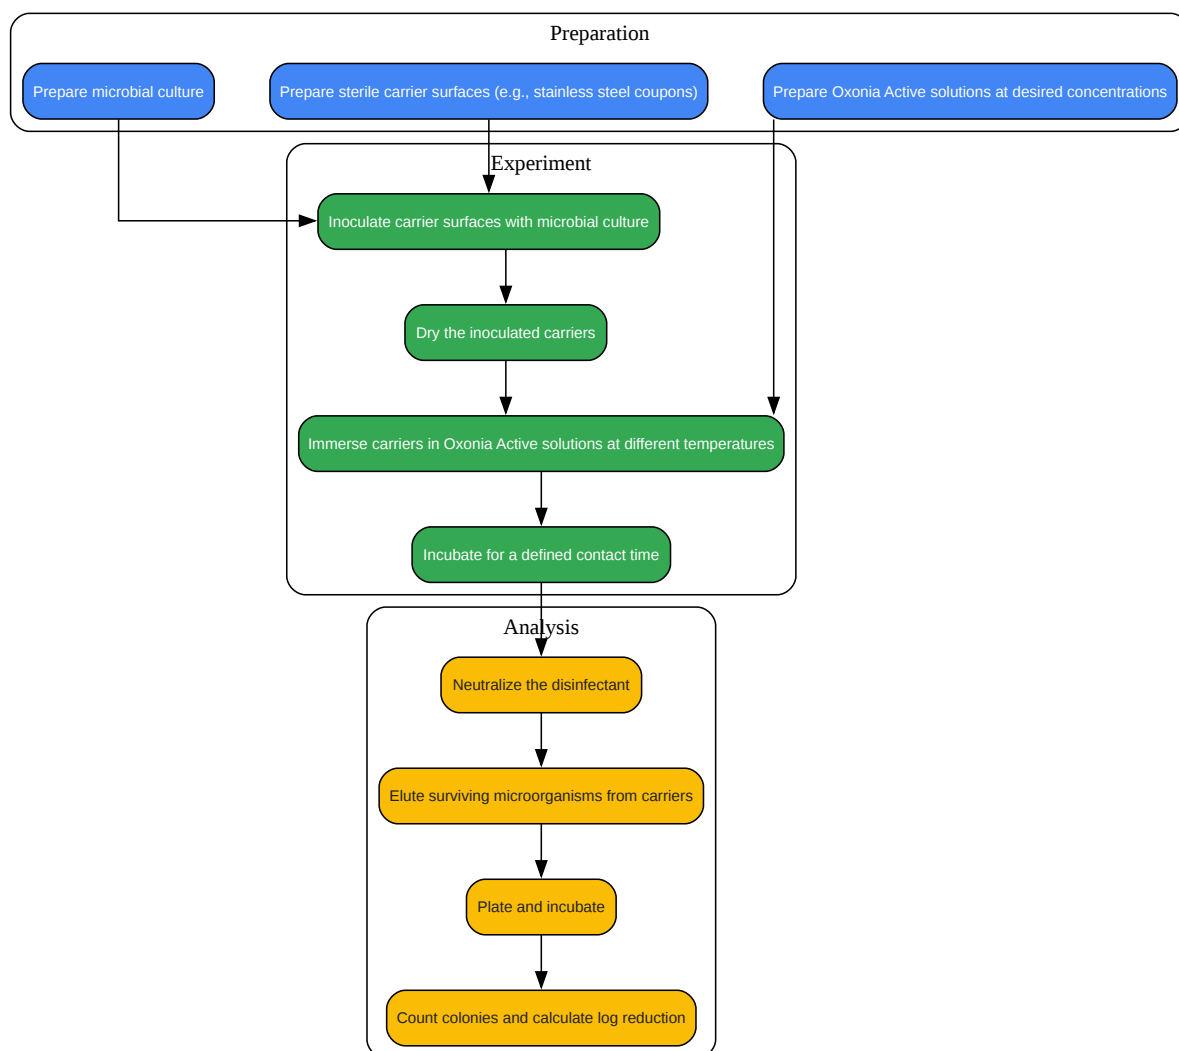 Preparation
Prepare microbial culture
Prepare sterile carrier surfaces (e.g., stainless steel coupons)
Prepare Oxonia Active solutions at desired concentrations
Experiment
Inoculate carrier surfaces with microbial culture
Dry the inoculated carriers
Immerse carriers in Oxonia Active solutions at different temperatures
Incubate for a defined contact time
Analysis
Neutralize the disinfectant
Elute surviving microorganisms from carriers
Plate and incubate
Count colonies and calculate log reduction